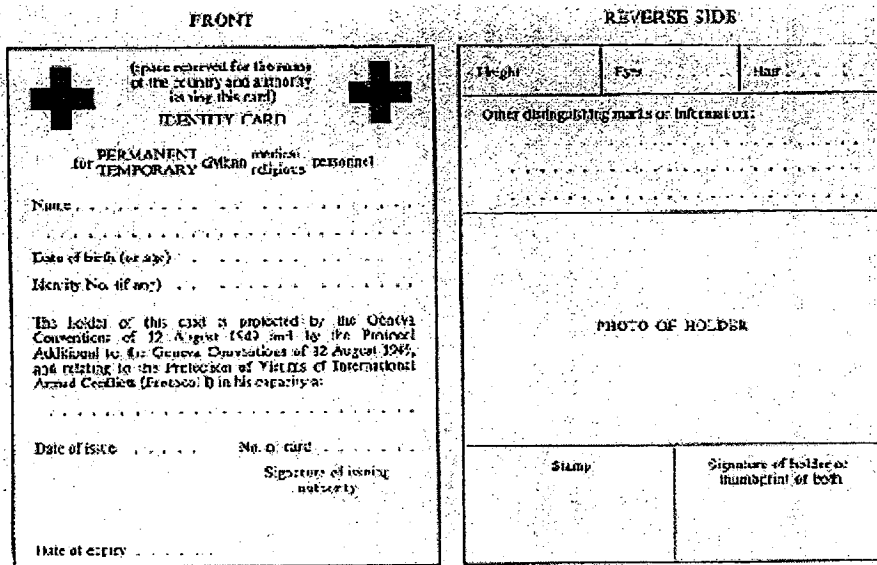 FRONT
(space reserved for the name
of the country and authority
issuing this card)
IDENTITY CARD
for PERMANENT civilian medical personnel
TEMPORARY religious
Name . . . . . . . . . . . . . . . . . . . . . . .
. . . . . . . . . . . . . . . . . . . . . . . . . .
Date of birth (or age) . . . . . . . . . . . . . .
Identity No. (if any) . . . . . . . . . . . . . .
The holder of this card is protected by the Geneva
Conventions of 12 August 1949 and by the Protocol
Additional to the Geneva Conventions of 12 August 1949,
and relating to the Protection of Victims of International
Armed Conflicts (Protocol I) in his capacity as
. . . . . . . . . . . . . . . . . . . . . . . . . .
Date of issue . . . . . No. of card . . . . . . .
Signature of issuing
authority
Date of expiry . . . . . .
REVERSE SIDE
Height . . . . Eyes . . . . Hair . . . .
Other distinguishing marks or information:
. . . . . . . . . . . . . . . . . . . . . . . .
. . . . . . . . . . . . . . . . . . . . . . . .
. . . . . . . . . . . . . . . . . . . . . . . .
PHOTO OF HOLDER
Stamp
Signature of holder or
thumbprint or both